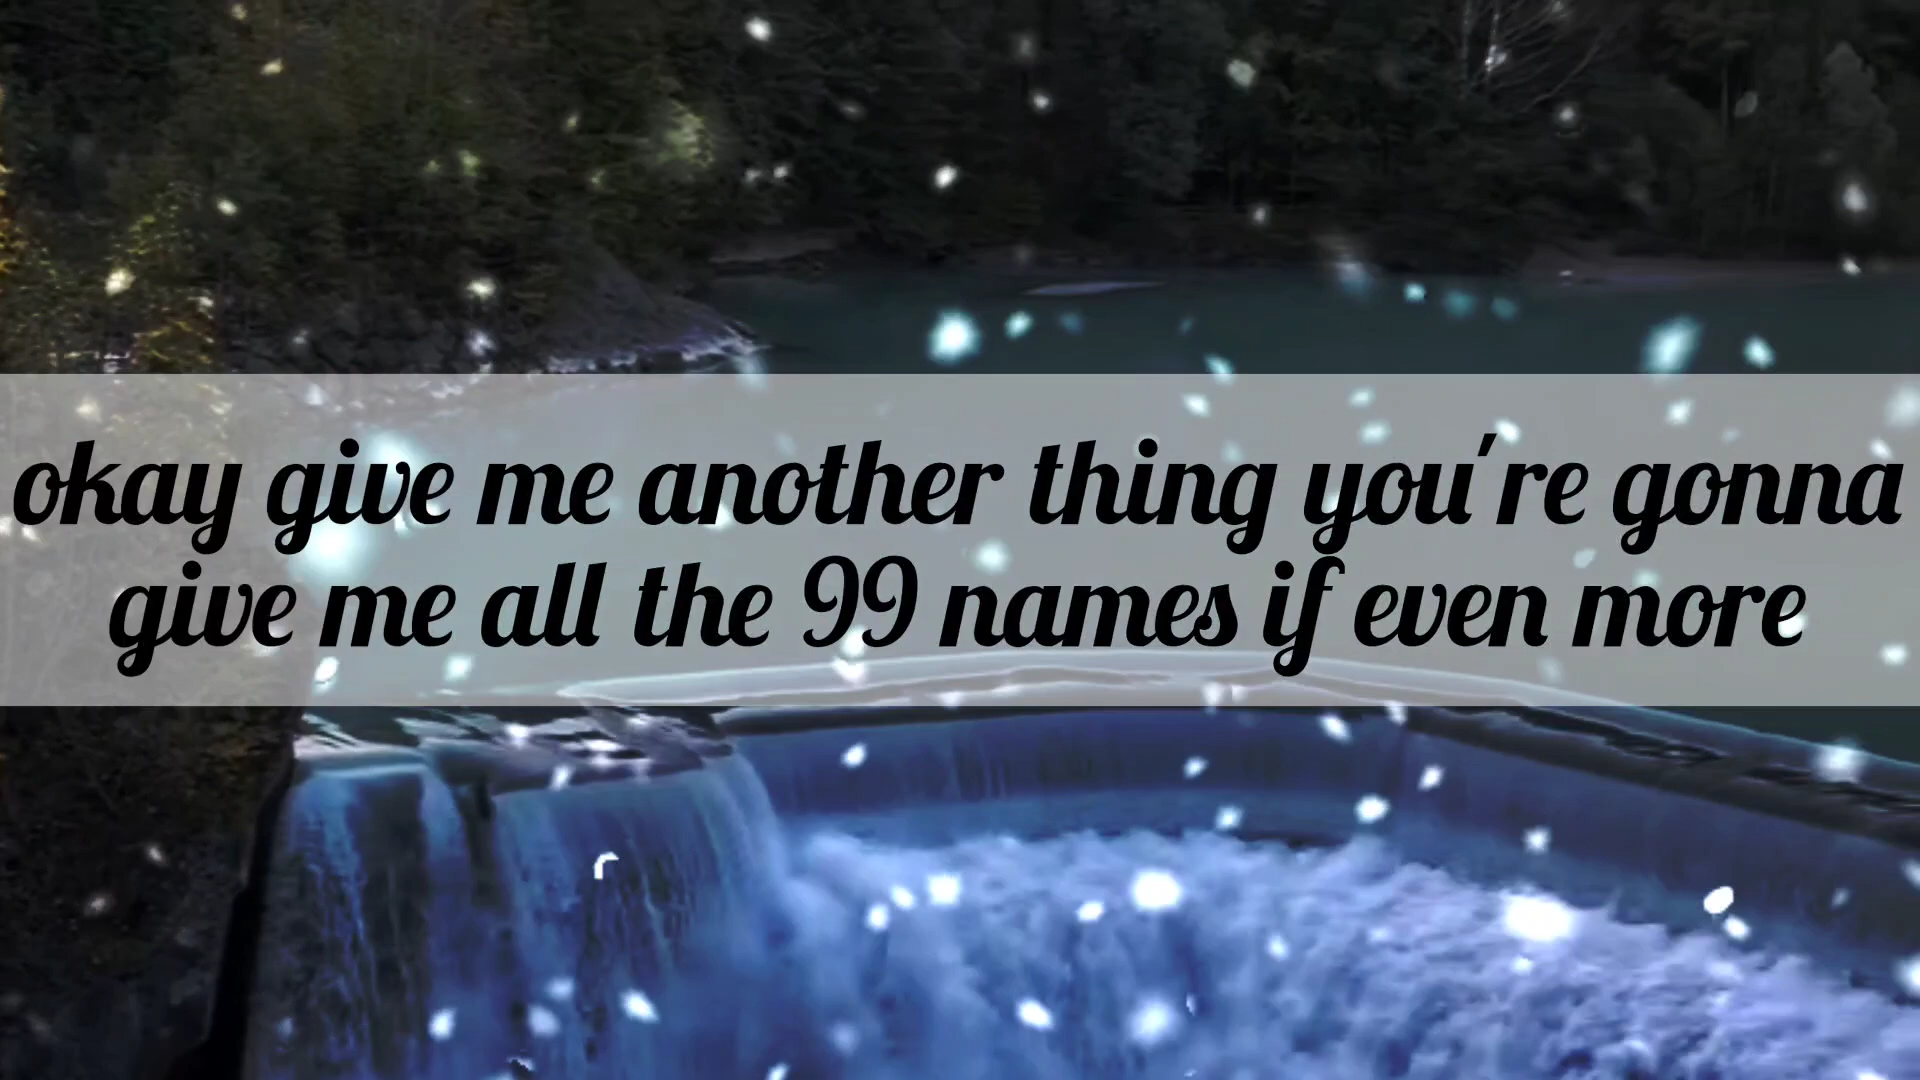 okay give me another thing you're gonna
give me all the 99 names if even more